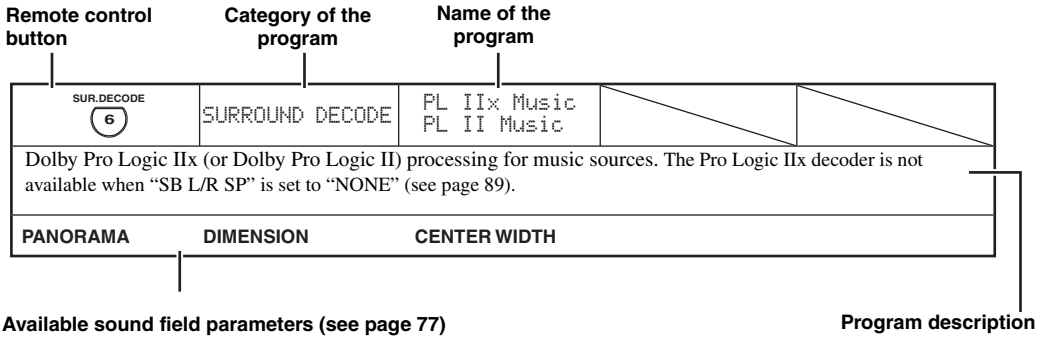 Remote control
button
Category of the
program
Name of the
program
SUR.DECODE
6
SURROUND DECODE
PL IIx Music
PL II Music
Dolby Pro Logic IIx (or Dolby Pro Logic II) processing for music sources. The Pro Logic IIx decoder is not
available when “SB L/R SP” is set to “NONE” (see page 89).
PANORAMA DIMENSION CENTER WIDTH
Available sound field parameters (see page 77)
Program description